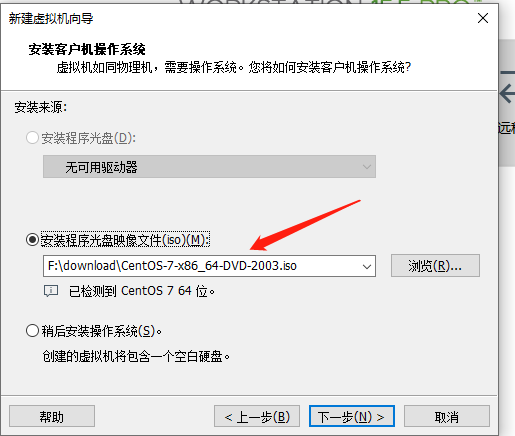 WORKSTATION 15.5 PRO™
新建虚拟机向导
安装客户机操作系统
虚拟机如同物理机，需要操作系统。您将如何安装客户机操作系统?
安装来源:
安装程序光盘(D):
无可用驱动器
安装程序光盘映像文件(iso)(M):
F:\download\CentOS-7-x86_64-DVD-2003.iso
浏览(R)...
已检测到 CentOS 7 64 位。
稍后安装操作系统(S)。
创建的虚拟机将包含一个空白硬盘。
帮助
< 上一步(B)
下一步(N) >
取消